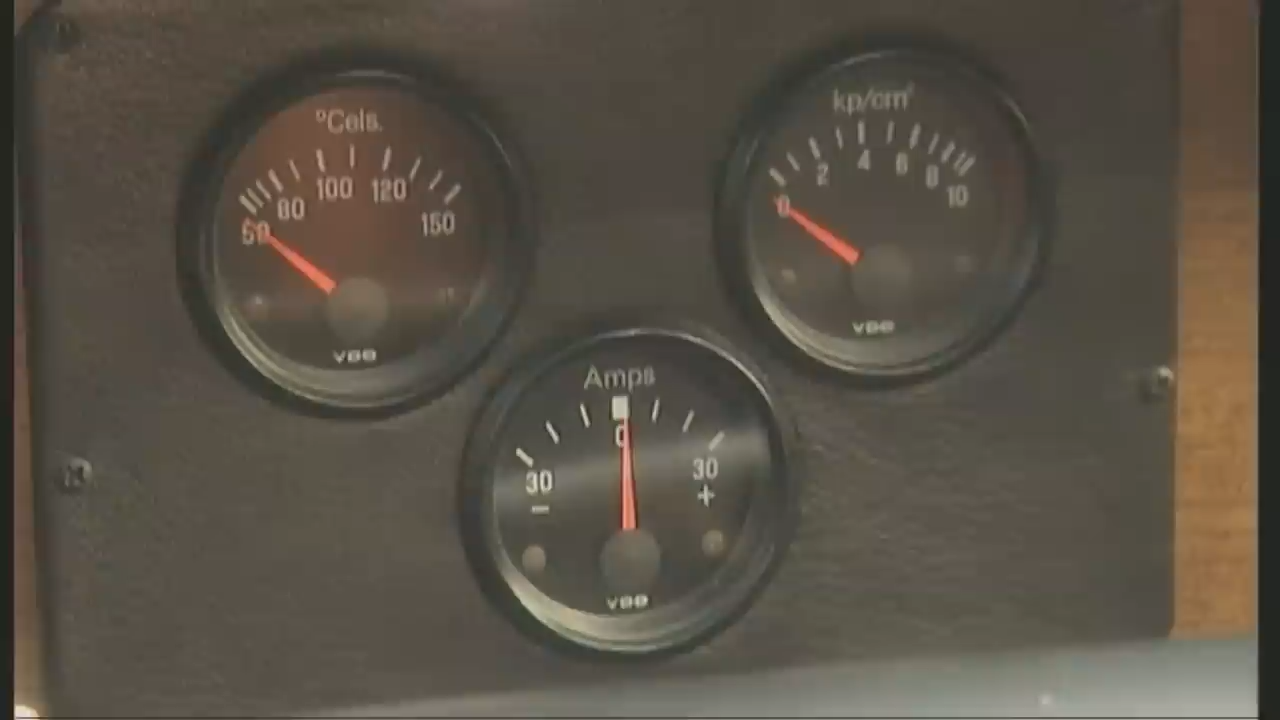 °Cels.
50 80 100 120 150
VDO
kp/cm²
0 2 4 6 8 10
VDO
Amps
0
30 30
− +
VDO